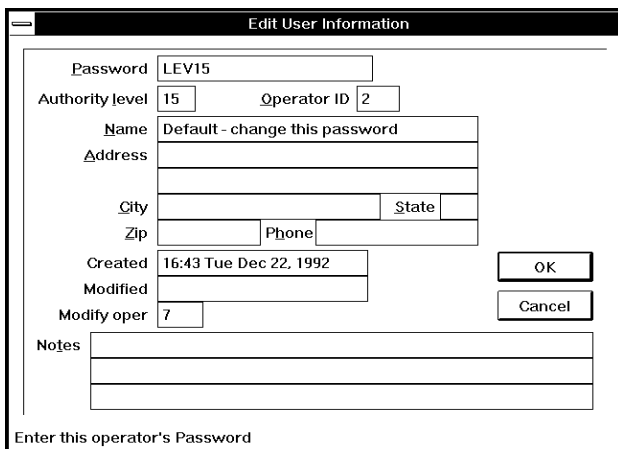 Edit User Information
Password LEV15
Authority level 15 Operator ID 2
Name Default - change this password
Address
City State
Zip Phone
Created 16:43 Tue Dec 22, 1992
OK
Modified
Cancel
Modify oper 7
Notes
Enter this operator's Password